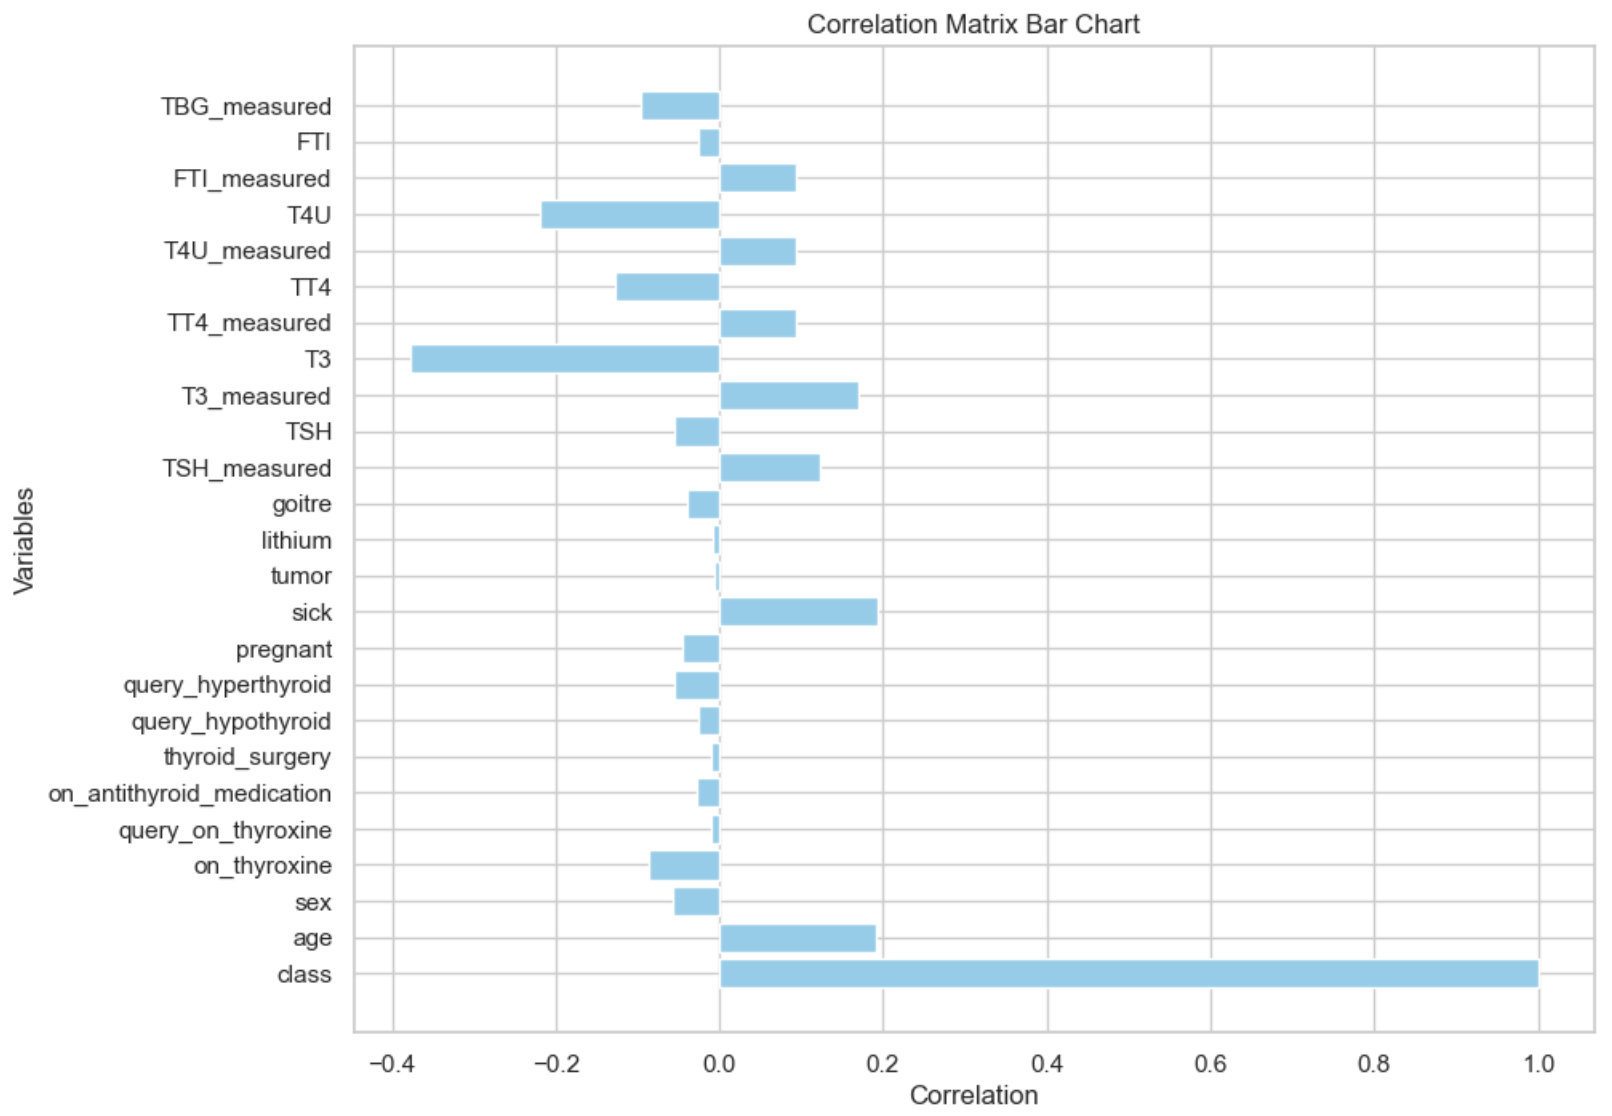 Correlation Matrix Bar Chart
TBG_measured
FTI
FTI_measured
T4U
T4U_measured
TT4
TT4_measured
T3
T3_measured
TSH
TSH_measured
goitre
lithium
tumor
sick
pregnant
query_hyperthyroid
query_hypothyroid
thyroid_surgery
on_antithyroid_medication
query_on_thyroxine
on_thyroxine
sex
age
class
Variables
−0.4 −0.2 0.0 0.2 0.4 0.6 0.8 1.0
Correlation